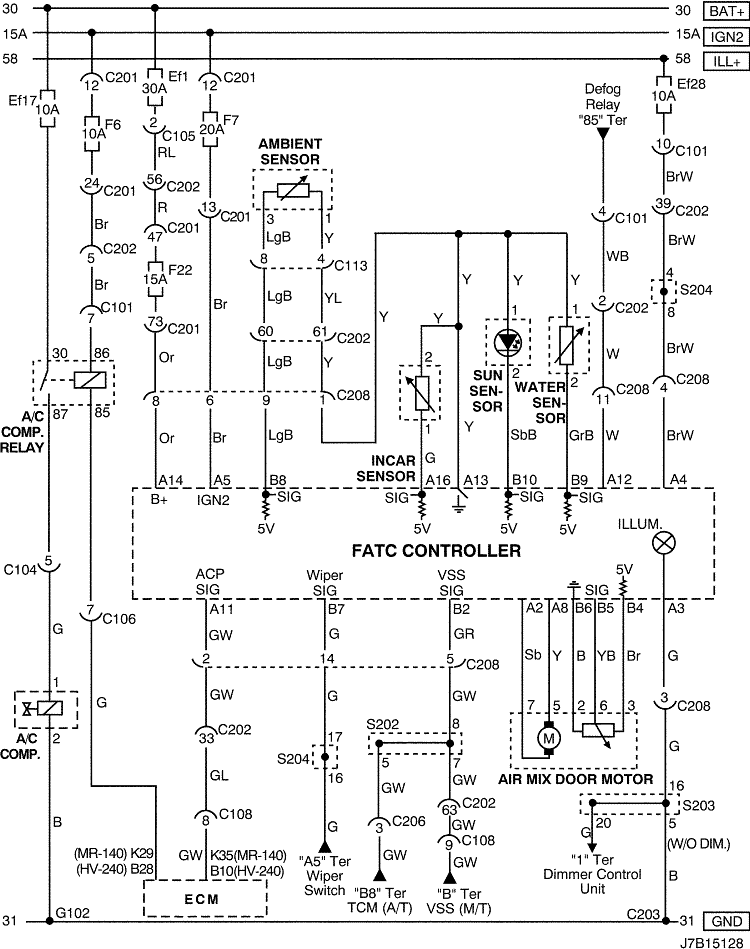 30 30 BAT+
15A 15A IGN2
58 58 ILL+
Ef17 10A
12 C201
F6 10A
24 C201
Br
5 C202
Br
C101
7
Ef1 30A
2 C105
RL
56 C202
R
47 C201
F22 15A
73 C201
Or
12 C201
F7 20A
13 C201
Br
AMBIENT
SENSOR
3 1
LgB Y
8 4 C113
LgB YL
60 61 C202
LgB Y
8 6 9 1 C208
Or Br LgB
Y
Y
Y
Y
Y
Defog
Relay
"85" Ter
4 C101
WB
2 C202
W
C208
11
W
Ef28
10A
10 C101
BrW
39 C202
BrW
4
S204
8
BrW
C208
4
BrW
30 86
87 85
A/C
COMP.
RELAY
2
1
G
INCAR
SENSOR
1
2
SUN
SEN-
SOR
SbB
1
2
WATER
SEN-
SOR
GrB
A14 A5 B8 A16 A13 B10 B9 A12 A4
B+ IGN2 SIG SIG SIG SIG
5V 5V 5V 5V
FATC CONTROLLER
ILLUM.
ACP
SIG
Wiper
SIG
VSS
SIG
SIG 5V
A11 B7 B2 A2 A8 B6 B5 B4 A3
GW G GR Sb Y B YB Br G
2 14 5 C208
C104 5
G
7 C106
G
1
2
A/C
COMP.
B
GW
C202
33
GL
C108
8
GW
G
17
S204
16
G
"A5" Ter
Wiper
Switch
GW
8
S202
5 7
GW GW
C206
3
GW
C202
63
GW
C108
9
GW
"B8" Ter
TCM (A/T)
"B" Ter
VSS (M/T)
7 5 2 6 3
M
AIR MIX DOOR MOTOR
3 C208
G
16
S203
20 5
G
(W/O DIM.)
B
"1" Ter
Dimmer Control
Unit
(MR-140) K29
(HV-240) B28
K35(MR-140)
B10(HV-240)
ECM
31 G102 C203 31 GND
J7B15128